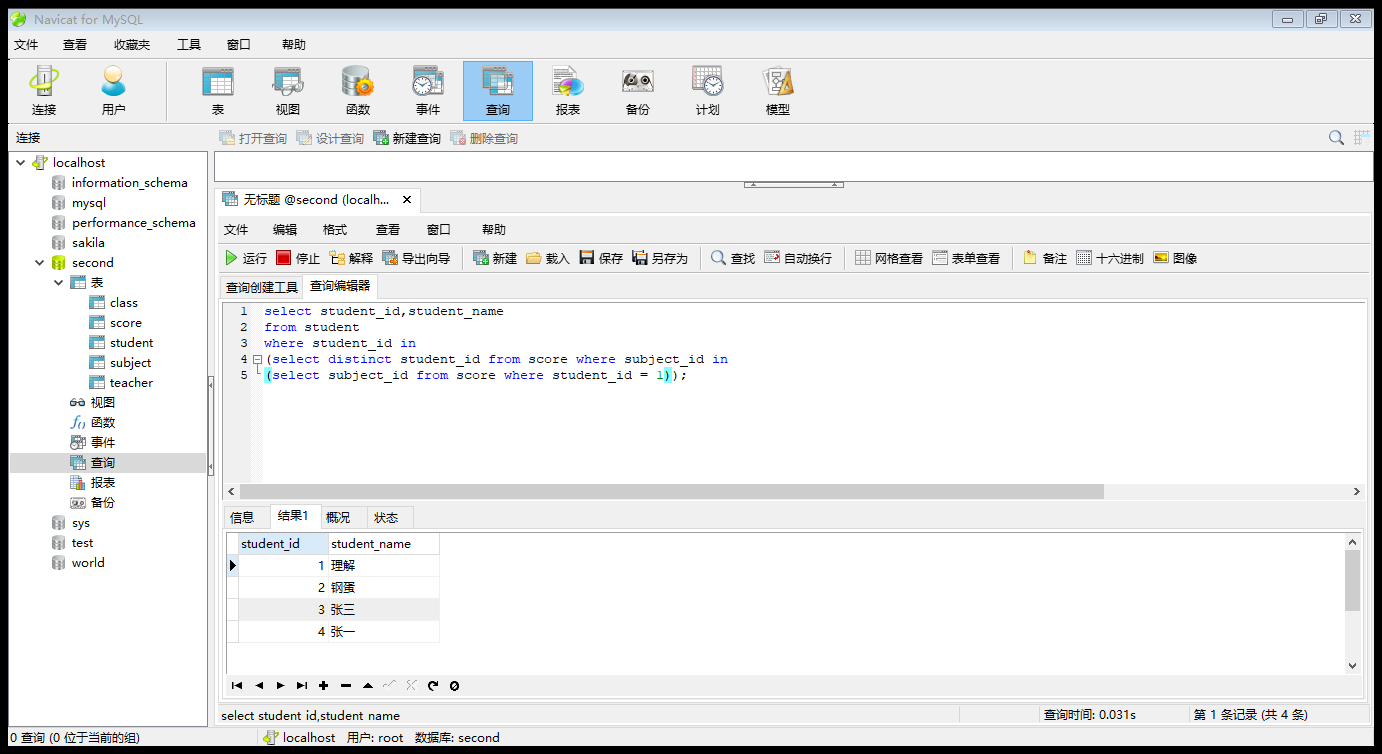 Navicat for MySQL
文件 查看 收藏夹 工具 窗口 帮助
连接 用户 表 视图 函数 事件 查询 报表 备份 计划 模型
连接
打开查询 设计查询 新建查询 删除查询
localhost
information_schema
mysql
performance_schema
sakila
second
表
class
score
student
subject
teacher
视图
函数
事件
查询
报表
备份
sys
test
world
无标题 @second (localh...
文件 编辑 格式 查看 窗口 帮助
运行 停止 解释 导出向导 新建 载入 保存 另存为 查找 自动换行 网格查看 表单查看 备注 十六进制 图像
查询创建工具 查询编辑器
1 select student_id,student_name
2 from student
3 where student_id in
4 (select distinct student_id from score where subject_id in
5 (select subject_id from score where student_id = 1));
信息 结果1 概况 状态
student_id student_name
1 理解
2 钢蛋
3 张三
4 张一
select student id,student name 查询时间: 0.031s 第 1 条记录 (共 4 条)
0 查询 (0 位于当前的组) localhost 用户: root 数据库: second